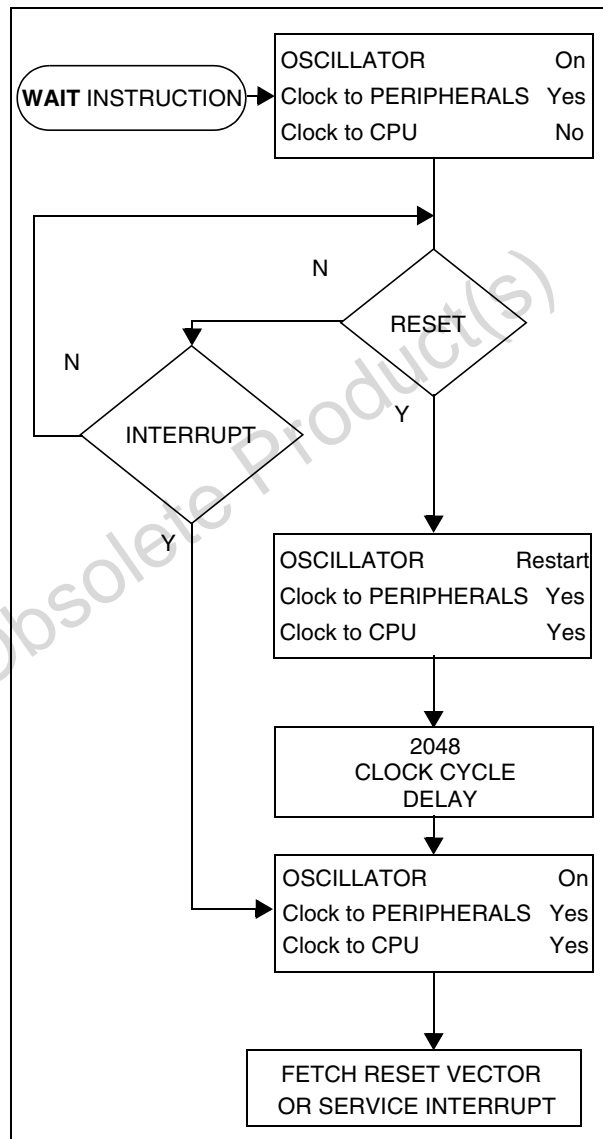 OSCILLATOR On
WAIT INSTRUCTION
Clock to PERIPHERALS Yes
Clock to CPU No
N
RESET
N
Y
INTERRUPT
Y
OSCILLATOR Restart
Clock to PERIPHERALS Yes
Clock to CPU Yes
2048
CLOCK CYCLE
DELAY
OSCILLATOR On
Clock to PERIPHERALS Yes
Clock to CPU Yes
FETCH RESET VECTOR
OR SERVICE INTERRUPT
Obsolete Product(s)